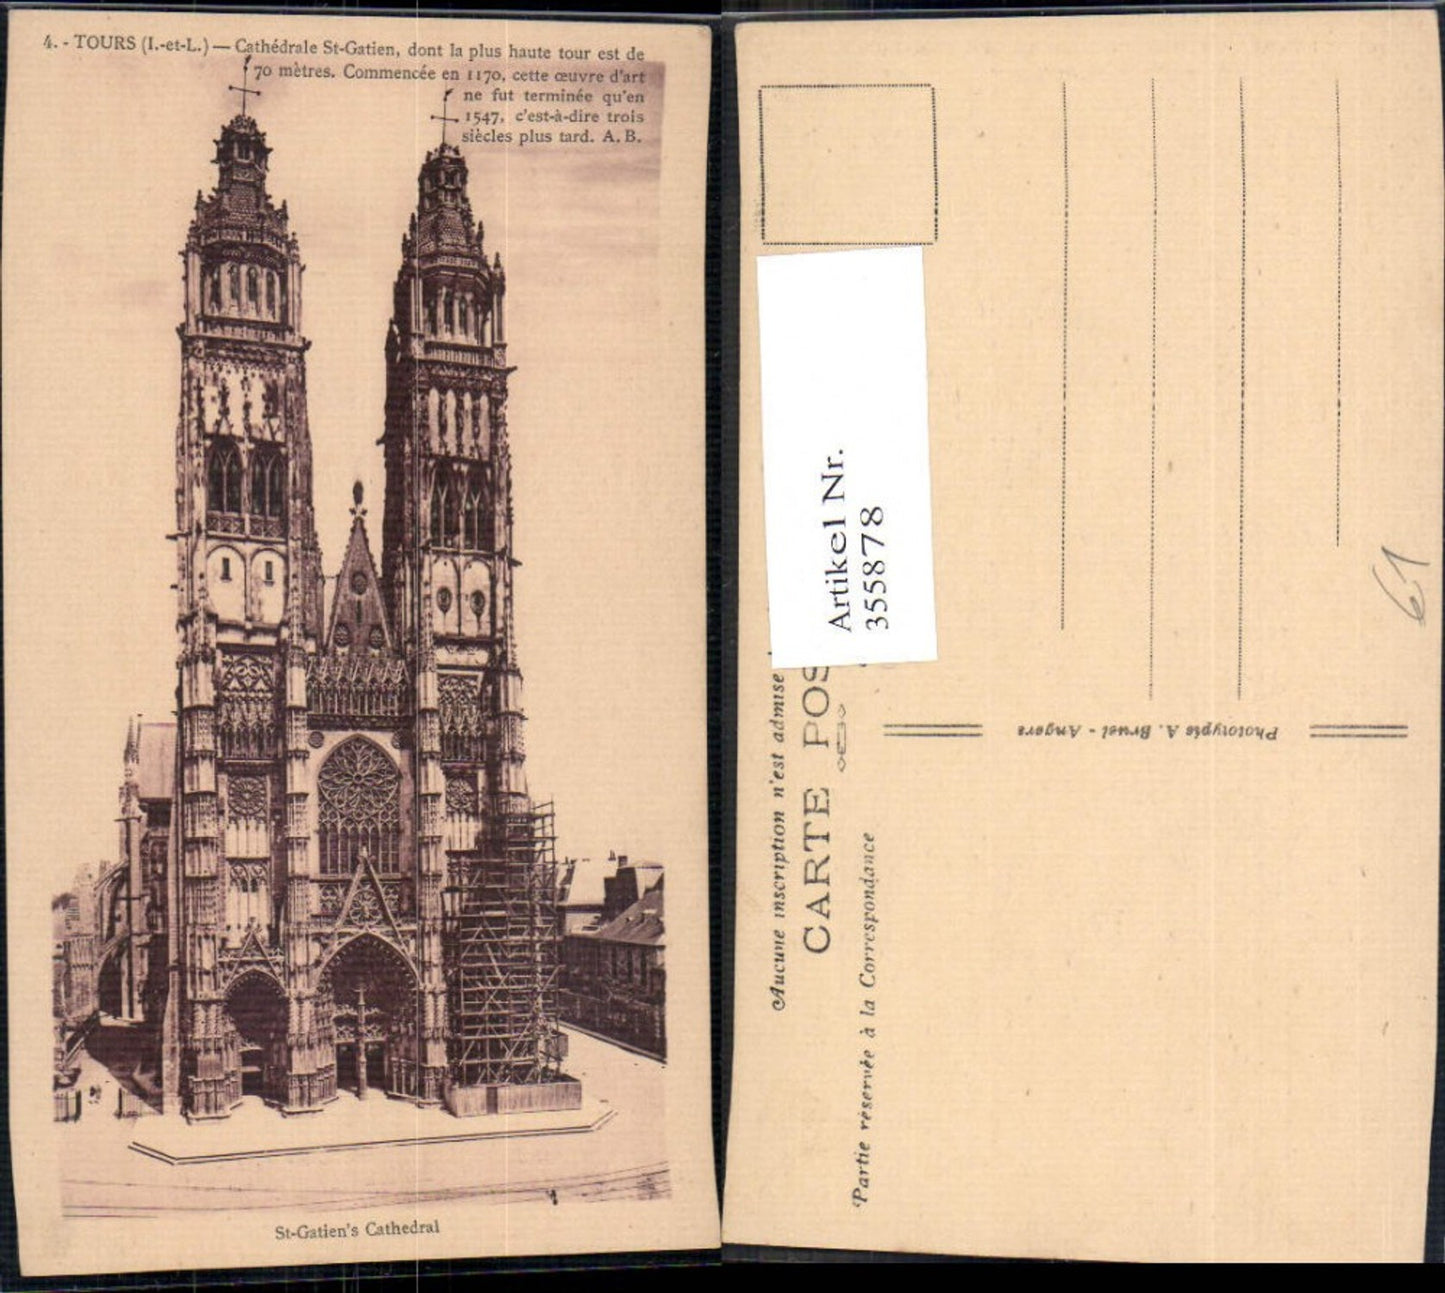 4. - TOURS (I.-et-L.) — Cathédrale St-Gatien, dont la plus haute tour est de
70 mètres. Commencée en 1170, cette œuvre d'art
ne fut terminée qu'en
1547, c'est-à-dire trois
siècles plus tard. A. B.
St-Gatien's Cathedral
Aucune inscription n'est admise
CARTE POS
Partie réservée à la Correspondance
Artikel Nr.
355878
Phototypie A. Bruel - Angers
61